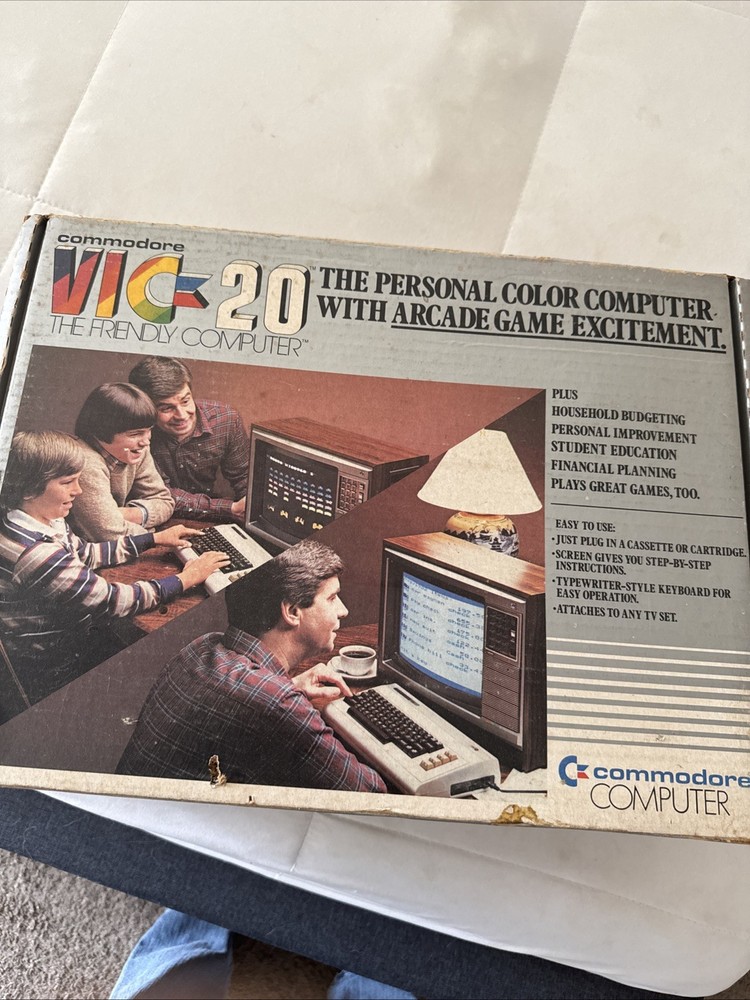 commodore
VIC-20™
THE FRIENDLY COMPUTER™
THE PERSONAL COLOR COMPUTER
WITH ARCADE GAME EXCITEMENT.
PLUS
HOUSEHOLD BUDGETING
PERSONAL IMPROVEMENT
STUDENT EDUCATION
FINANCIAL PLANNING
PLAYS GREAT GAMES, TOO.
EASY TO USE:
•JUST PLUG IN A CASSETTE OR CARTRIDGE.
•SCREEN GIVES YOU STEP-BY-STEP
INSTRUCTIONS.
•TYPEWRITER-STYLE KEYBOARD FOR
EASY OPERATION.
•ATTACHES TO ANY TV SET.
commodore
COMPUTER